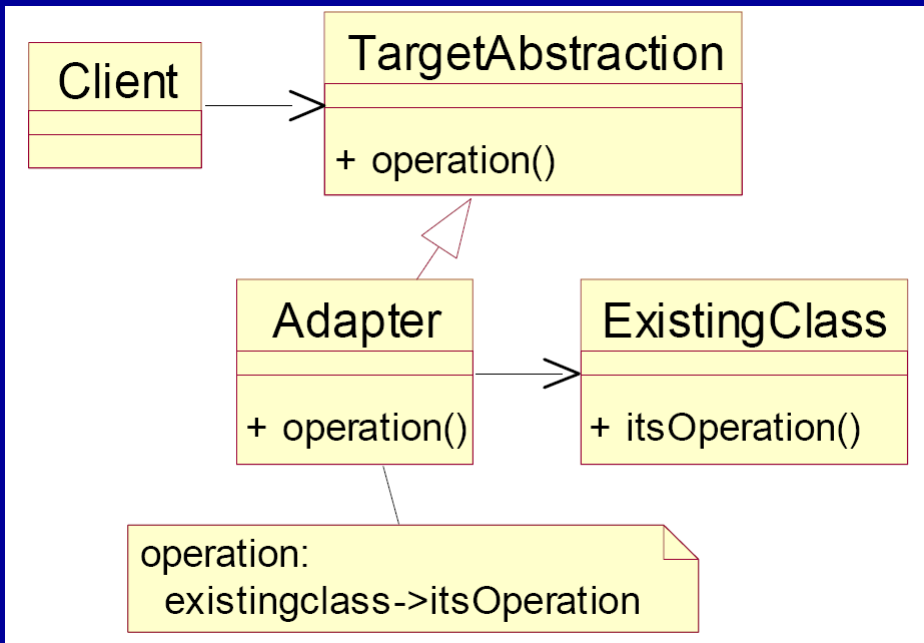 Client
TargetAbstraction
+ operation()
Adapter
+ operation()
ExistingClass
+ itsOperation()
operation:
existingclass->itsOperation